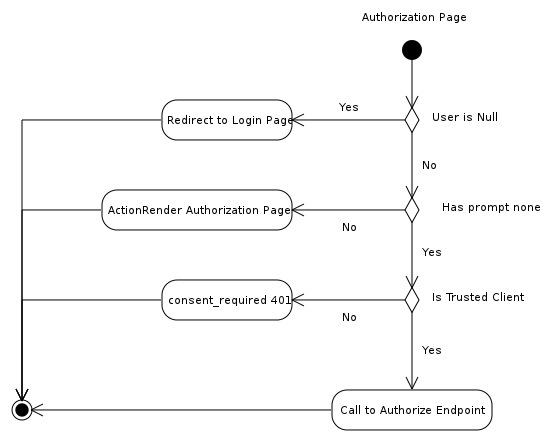 Authorization Page
Yes
User is Null
Redirect to Login Page
No
Has prompt none
ActionRender Authorization Page
No
Yes
Is Trusted Client
consent_required 401
No
Yes
Call to Authorize Endpoint